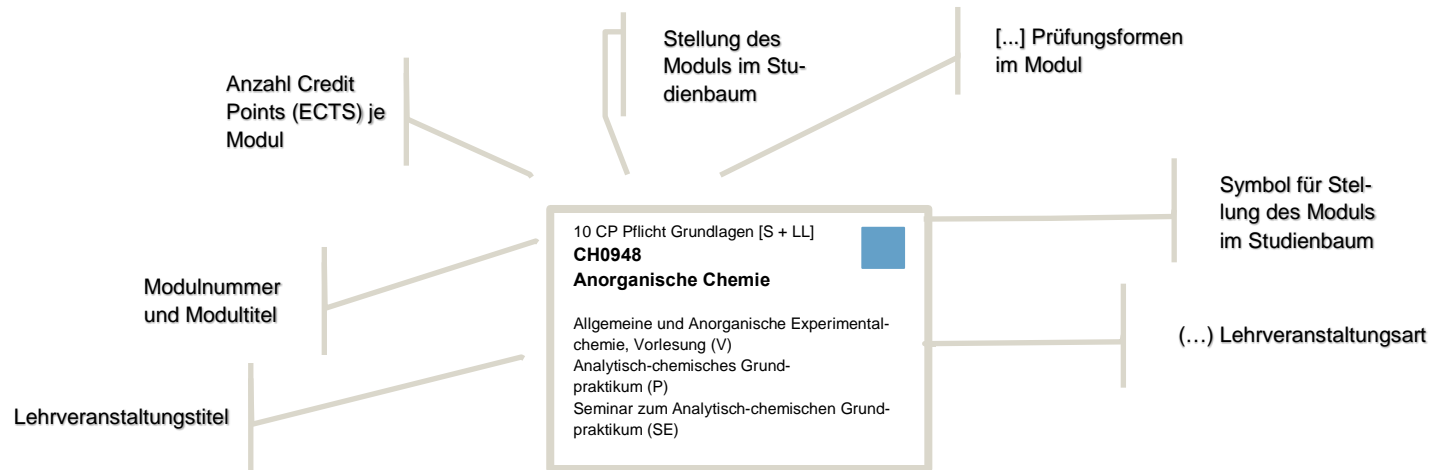 Stellung des
Moduls im Stu-
dienbaum
[...] Prüfungsformen
im Modul
Anzahl Credit
Points (ECTS) je
Modul
Symbol für Stel-
lung des Moduls
im Studienbaum
10 CP Pflicht Grundlagen [S + LL]
CH0948
Anorganische Chemie
Allgemeine und Anorganische Experimental-
chemie, Vorlesung (V)
Analytisch-chemisches Grund-
praktikum (P)
Seminar zum Analytisch-chemischen Grund-
praktikum (SE)
Modulnummer
und Modultitel
(…) Lehrveranstaltungsart
Lehrveranstaltungstitel